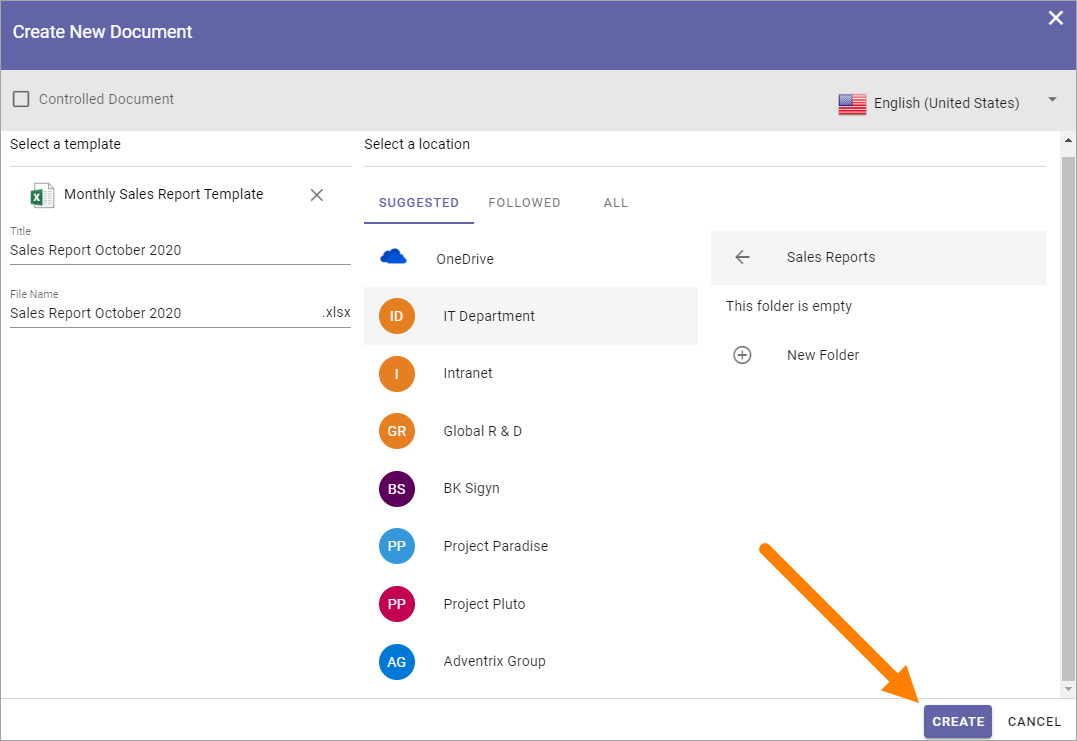 Create New Document
Controlled Document
English (United States)
Select a template
Monthly Sales Report Template
Title
Sales Report October 2020
File Name
Sales Report October 2020 .xlsx
Select a location
SUGGESTED FOLLOWED ALL
OneDrive
ID IT Department
I Intranet
GR Global R & D
BS BK Sigyn
PP Project Paradise
PP Project Pluto
AG Adventrix Group
Sales Reports
This folder is empty
New Folder
CREATE CANCEL